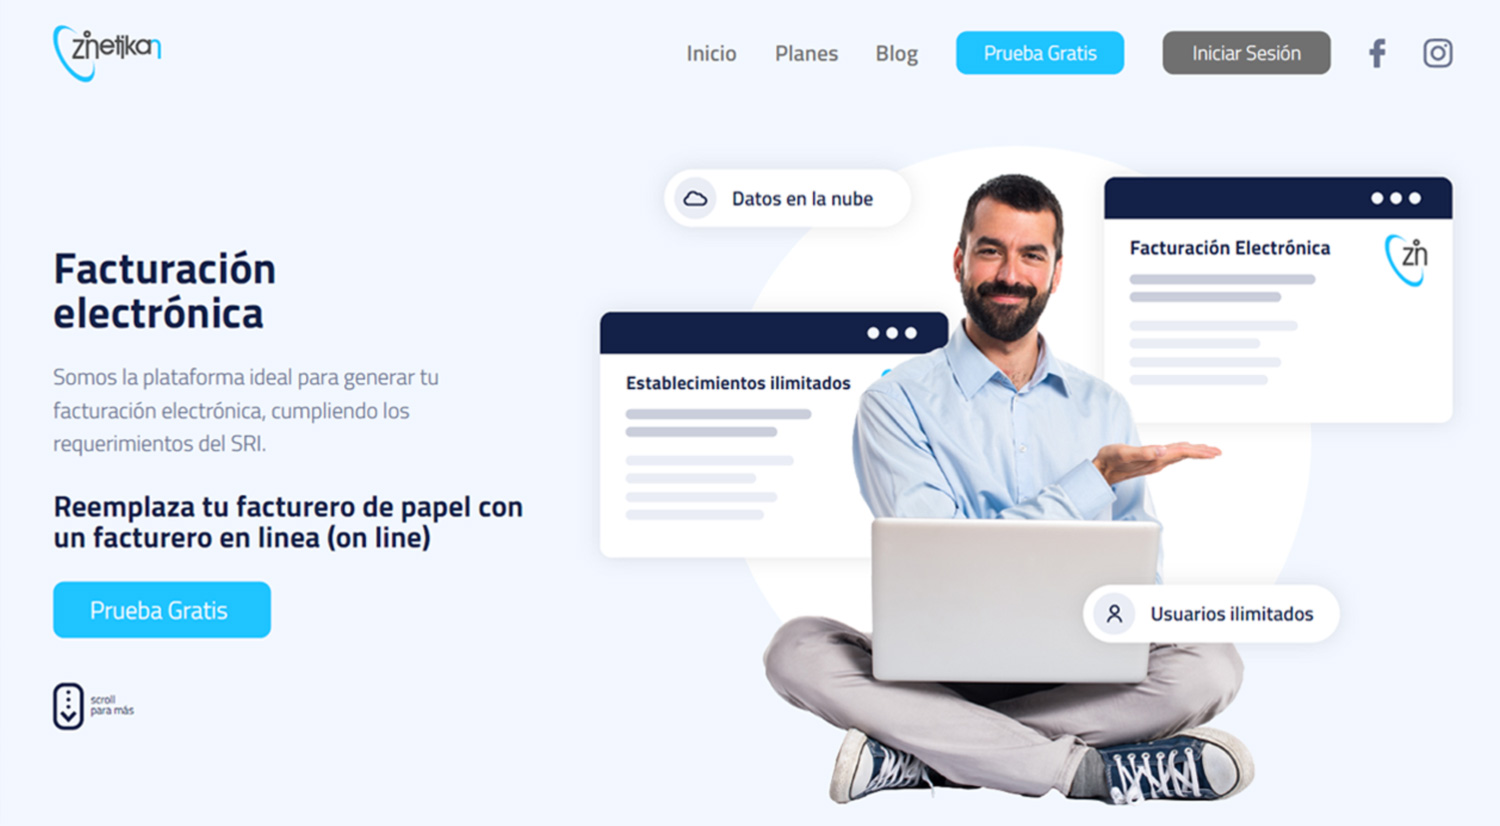 zinetikan
Inicio
Planes
Blog
Prueba Gratis
Iniciar Sesión
Datos en la nube
Facturación Electrónica
zin
Establecimientos ilimitados
Facturación
electrónica
Somos la plataforma ideal para generar tu
facturación electrónica, cumpliendo los
requerimientos del SRI.
Reemplaza tu facturero de papel con
un facturero en linea (on line)
Prueba Gratis
Usuarios ilimitados
scroll
para más